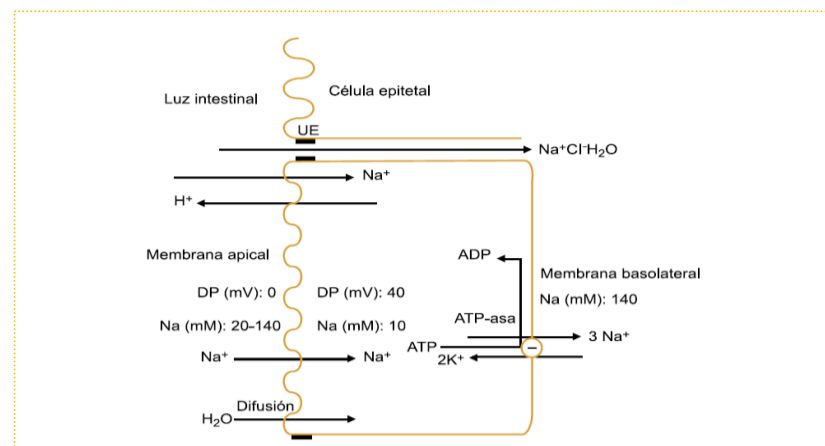 Célula epitetal
Luz intestinal
UE
Na⁺Cl⁻H₂O
Na⁺
H⁺
Membrana apical
ADP
Membrana basolateral
DP (mV): 0
DP (mV): 40
Na (mM): 140
Na (mM): 20-140
Na (mM): 10
ATP-asa
3 Na⁺
ATP
−
2K⁺
Na⁺
Na⁺
Difusión
H₂O